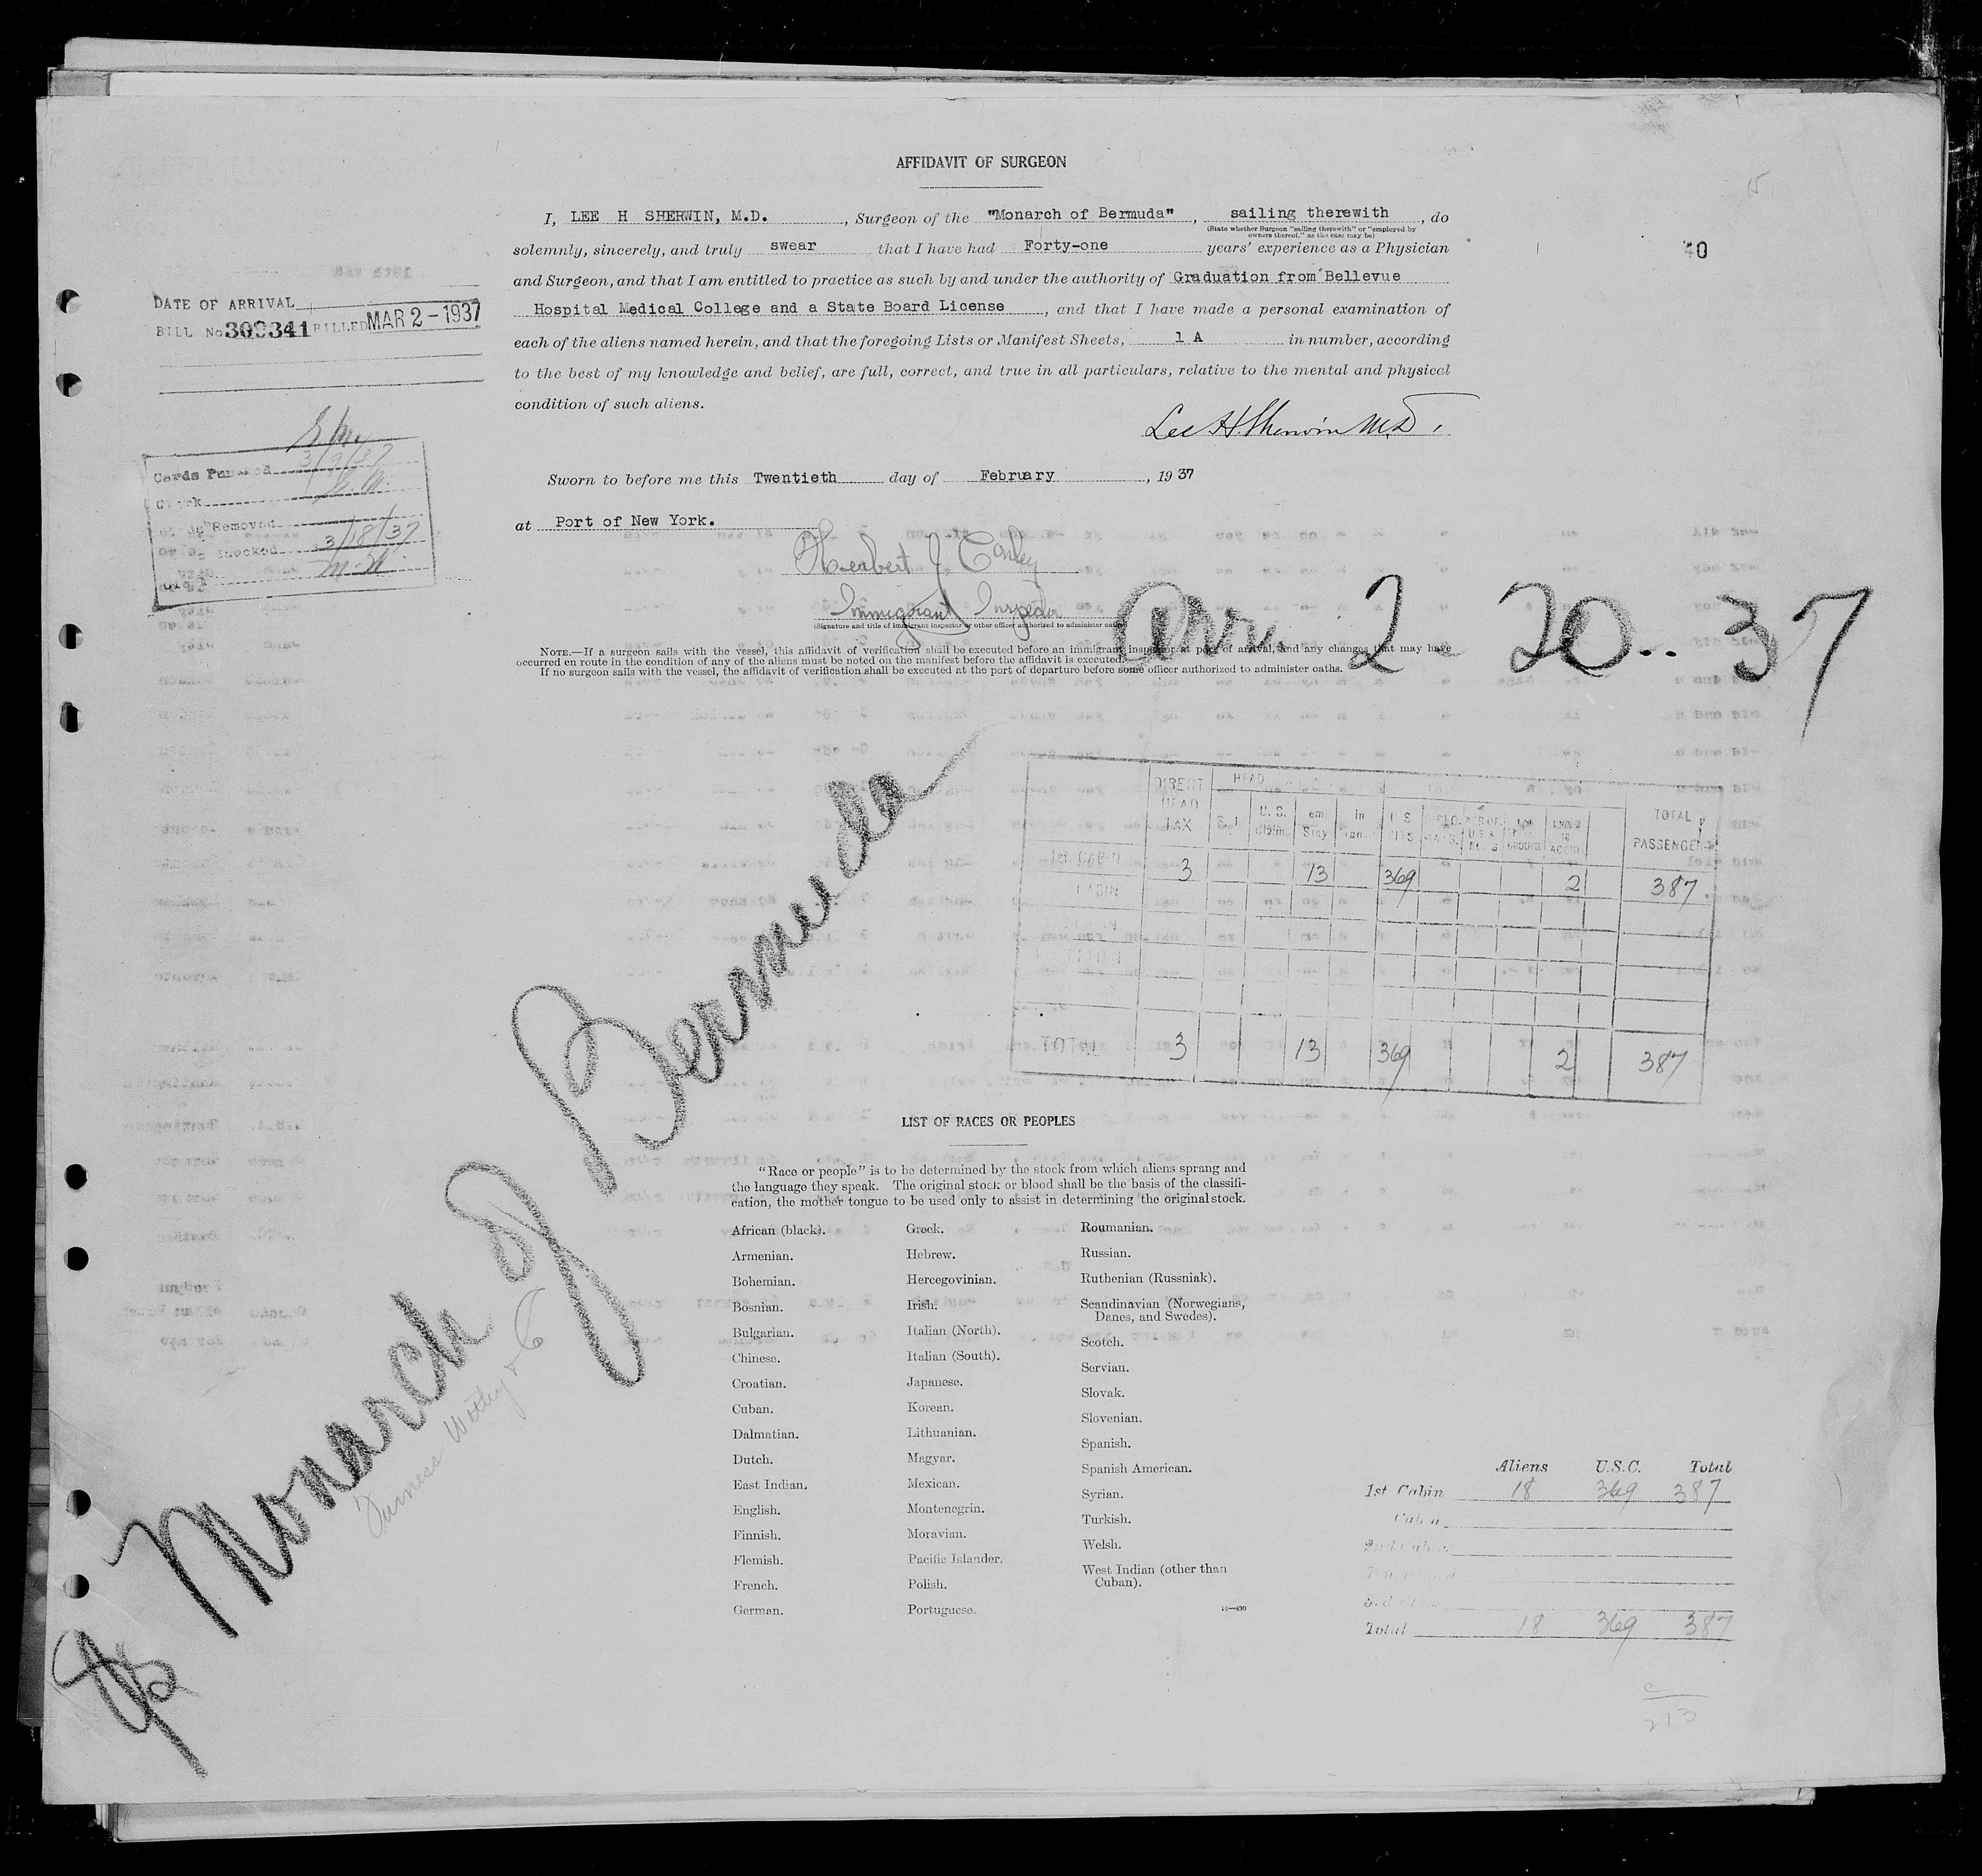 AFFIDAVIT OF SURGEON
I, LEE H SHERWIN, M.D. , Surgeon of the "Monarch of Bermuda" , sailing therewith , do
(State whether Surgeon "sailing therewith" or "employed by
owners thereof," as the case may be)
solemnly, sincerely, and truly swear that I have had Forty-one years' experience as a Physician
and Surgeon, and that I am entitled to practice as such by and under the authority of Graduation from Bellevue
Hospital Medical College and a State Board License , and that I have made a personal examination of
each of the aliens named herein, and that the foregoing Lists or Manifest Sheets, 1 A in number, according
to the best of my knowledge and belief, are full, correct, and true in all particulars, relative to the mental and physical
condition of such aliens.
Lee H. Sherwin M.D.
40
DATE OF ARRIVAL
BILL No 309341 BILLED MAR 2 - 1937
3/9/37
Clerk
Removed
3/18/37
Sworn to before me this Twentieth day of February , 1937
at Port of New York.
Herbert J. Conley
Immigrant Inspector
(Signature and title of immigrant inspector or other officer authorized to administer oaths)
Arr. 2 - 20 - 37
NOTE.—If a surgeon sails with the vessel, this affidavit of verification shall be executed before an immigrant inspector at port of arrival, and any changes that may have
occurred en route in the condition of any of the aliens must be noted on the manifest before the affidavit is executed.
If no surgeon sails with the vessel, the affidavit of verification shall be executed at the port of departure before some officer authorized to administer oaths.
DIRECT HEAD TAX
HEAD
TOTAL PASSENGERS
1st CABIN 3 13 369 2 387
CABIN
TOTAL 3 13 369 2 387
SS Monarch of Bermuda
Furness Withy & Co
LIST OF RACES OR PEOPLES
"Race or people" is to be determined by the stock from which aliens sprang and
the language they speak. The original stock or blood shall be the basis of the classifi-
cation, the mother tongue to be used only to assist in determining the original stock.
African (black).
Armenian.
Bohemian.
Bosnian.
Bulgarian.
Chinese.
Croatian.
Cuban.
Dalmatian.
Dutch.
East Indian.
English.
Finnish.
Flemish.
French.
German.
Greek.
Hebrew.
Hercegovinian.
Irish.
Italian (North).
Italian (South).
Japanese.
Korean.
Lithuanian.
Magyar.
Mexican.
Montenegrin.
Moravian.
Pacific Islander.
Polish.
Portuguese.
Roumanian.
Russian.
Ruthenian (Russniak).
Scandinavian (Norwegians,
Danes, and Swedes).
Scotch.
Servian.
Slovak.
Slovenian.
Spanish.
Spanish American.
Syrian.
Turkish.
Welsh.
West Indian (other than
Cuban).
Aliens U.S.C. Total
1st Cabin 18 369 387
Cabin
Total 18 369 387
213